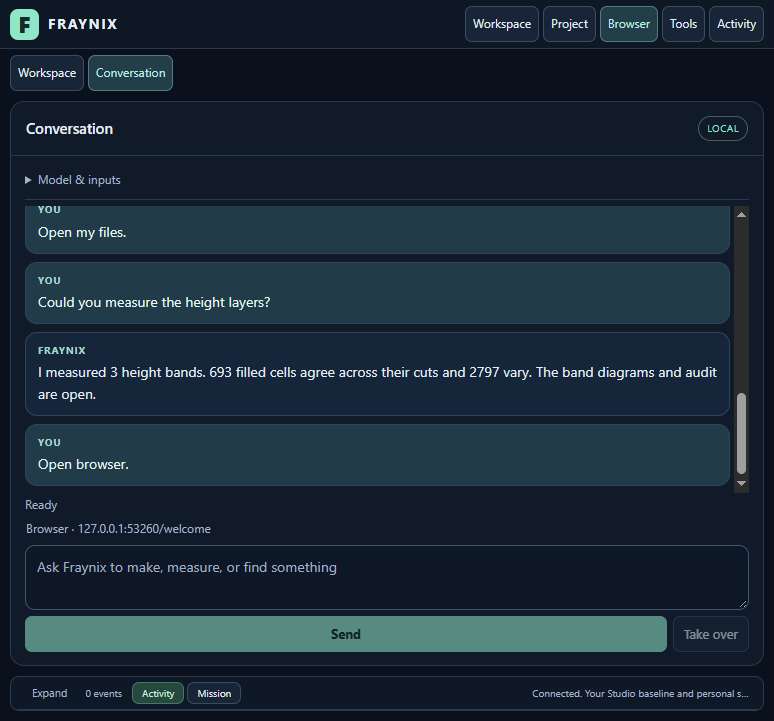 F FRAYNIX
Workspace Project Browser Tools Activity
Workspace Conversation
Conversation
LOCAL
Model & inputs
YOU
Open my files.
YOU
Could you measure the height layers?
FRAYNIX
I measured 3 height bands. 693 filled cells agree across their cuts and 2797 vary. The band diagrams and audit
are open.
YOU
Open browser.
Ready
Browser · 127.0.0.1:53260/welcome
Ask Fraynix to make, measure, or find something
Send Take over
Expand 0 events Activity Mission Connected. Your Studio baseline and personal s...